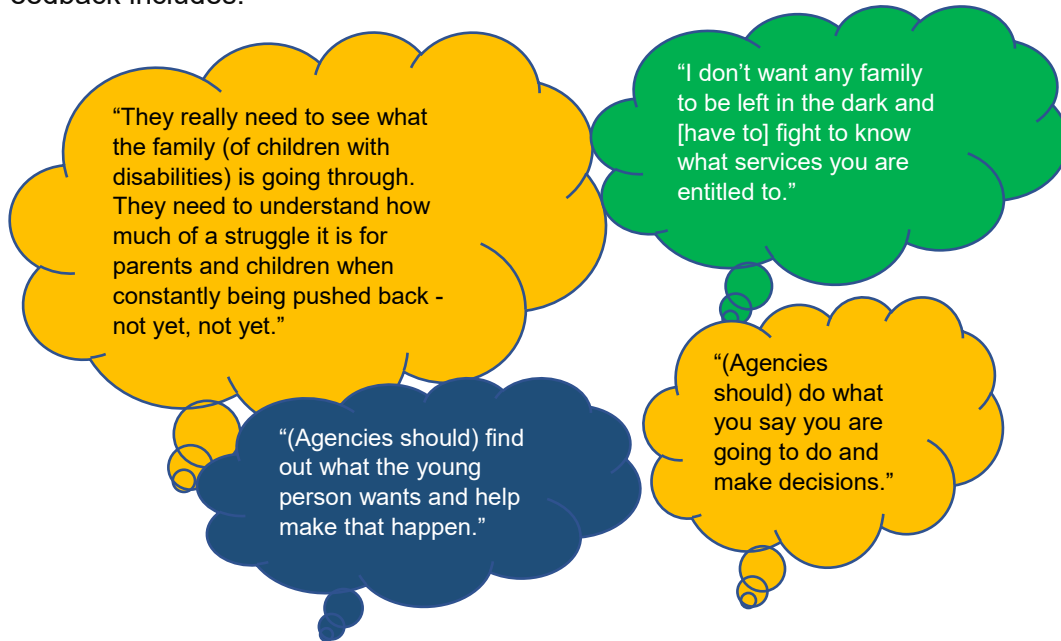 eedback includes:
“They really need to see what
the family (of children with
disabilities) is going through.
They need to understand how
much of a struggle it is for
parents and children when
constantly being pushed back -
not yet, not yet.”
“I don’t want any family
to be left in the dark and
[have to] fight to know
what services you are
entitled to.”
“(Agencies should) find
out what the young
person wants and help
make that happen.”
“(Agencies
should) do what
you say you are
going to do and
make decisions.”